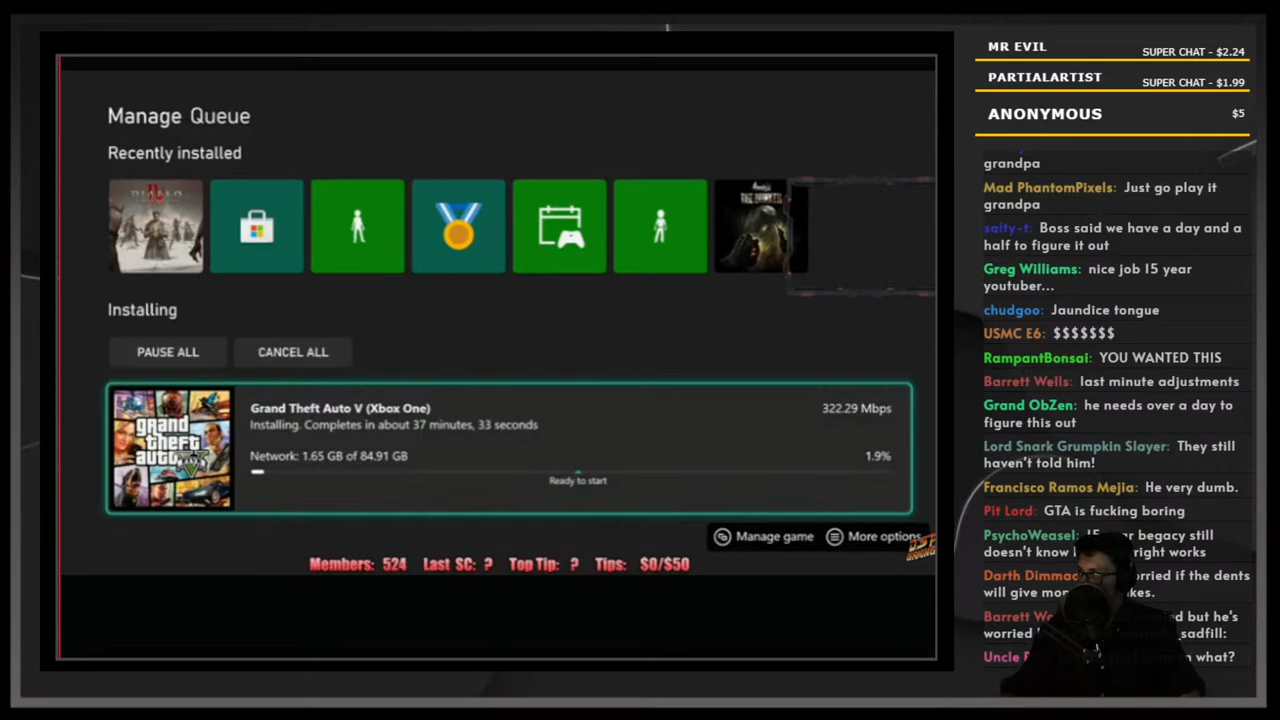 Manage Queue
Recently installed
DIABLO
Installing
PAUSE ALL
CANCEL ALL
grand theft auto V
Grand Theft Auto V (Xbox One)
322.29 Mbps
Installing. Completes in about 37 minutes, 33 seconds
Network: 1.65 GB of 84.91 GB
1.9%
Ready to start
Manage game
More options
Members: 524 Last SC: ? Top Tip: ? Tips: $0/$50
MR EVIL
SUPER CHAT - $2.24
PARTIALARTIST
SUPER CHAT - $1.99
ANONYMOUS
$5
grandpa
Mad PhantomPixels: Just go play it
grandpa
salty-t: Boss said we have a day and a
half to figure it out
Greg Williams: nice job 15 year
youtuber...
chudgoo: Jaundice tongue
USMC E6: $$$$$$$
RampantBonsai: YOU WANTED THIS
Barrett Wells: last minute adjustments
Grand ObZen: he needs over a day to
figure this out
Lord Snark Grumpkin Slayer: They still
haven't told him!
Francisco Ramos Mejia: He very dumb.
Pit Lord: GTA is fucking boring
PsychoWeasel: begacy still
doesn't know right works
Darth if the dents
will give
Barrett but he's
worried sadfill:
Uncle what?